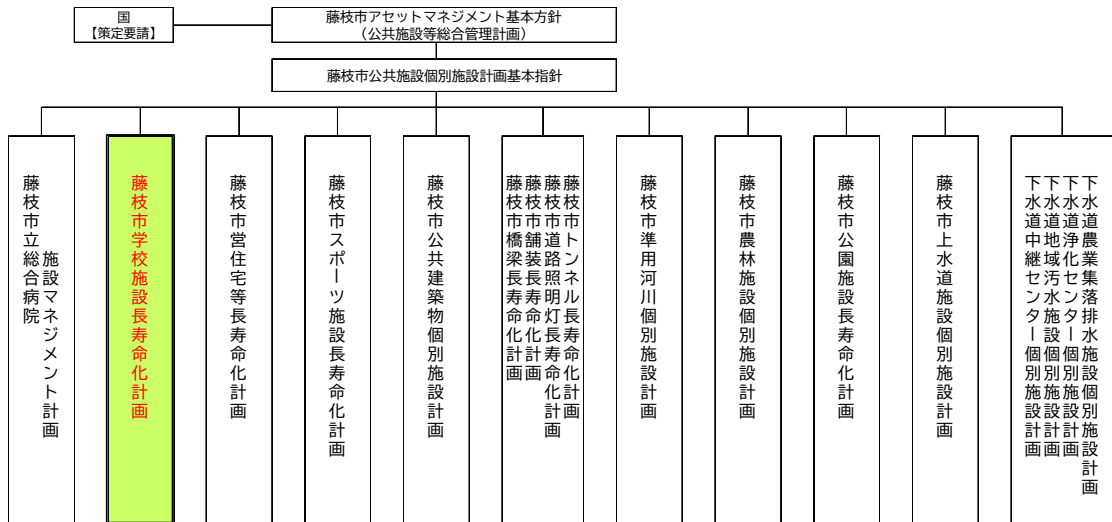 国
【策定要請】
藤枝市アセットマネジメント基本方針
(公共施設等総合管理計画)
藤枝市公共施設個別施設計画基本指針
藤枝市立総合病院
施設マネジメント計画
藤枝市学校施設長寿命化計画
藤枝市営住宅等長寿命化計画
藤枝市スポーツ施設長寿命化計画
藤枝市公共建築物個別施設計画
藤枝市トンネル長寿命化計画
藤枝市道路照明灯長寿命化計画
藤枝市舗装長寿命化計画
藤枝市橋梁長寿命化計画
藤枝市準用河川個別施設計画
藤枝市農林施設個別施設計画
藤枝市公園施設長寿命化計画
藤枝市上水道施設個別施設計画
下水道農業集落排水施設個別施設計画
下水道浄化センター個別施設計画
下水道地域汚水施設個別施設計画
下水道中継センター個別施設計画